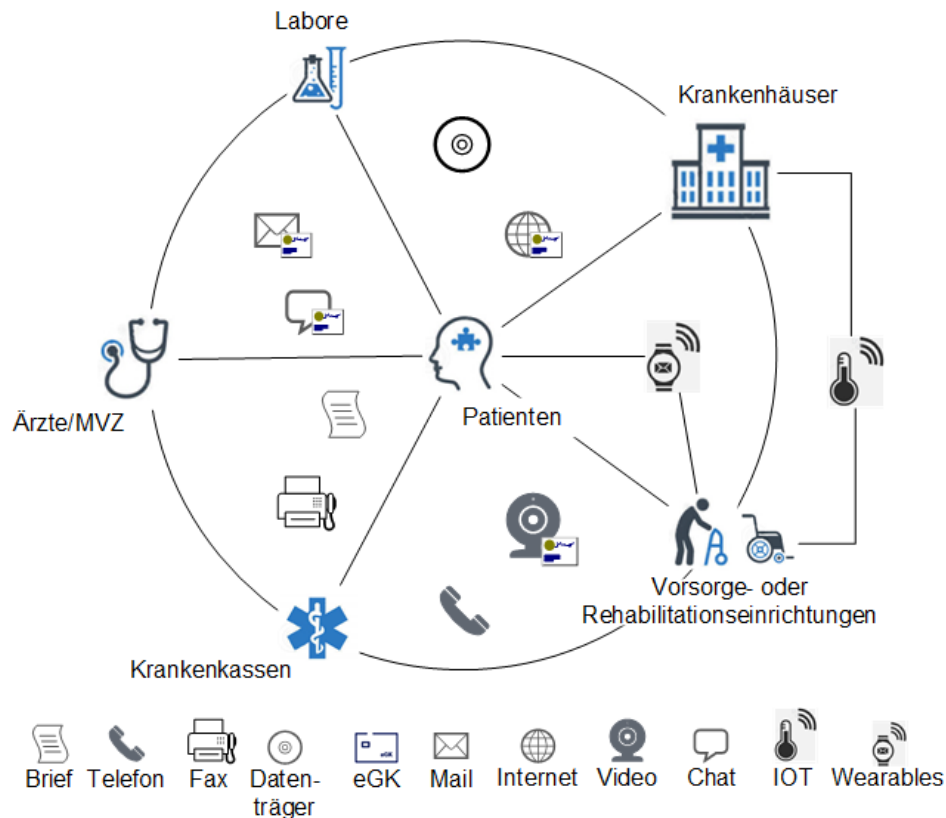 Labore
Krankenhäuser
Ärzte/MVZ
Patienten
Vorsorge- oder
Rehabilitationseinrichtungen
Krankenkassen
Brief Telefon Fax Daten- eGK Mail Internet Video Chat IOT Wearables
träger
eGK